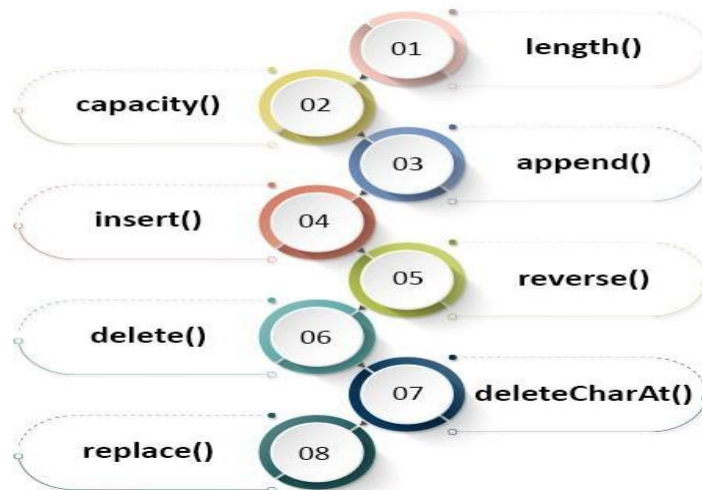 01 length()
capacity() 02
03 append()
insert() 04
05 reverse()
delete() 06
07 deleteCharAt()
replace() 08